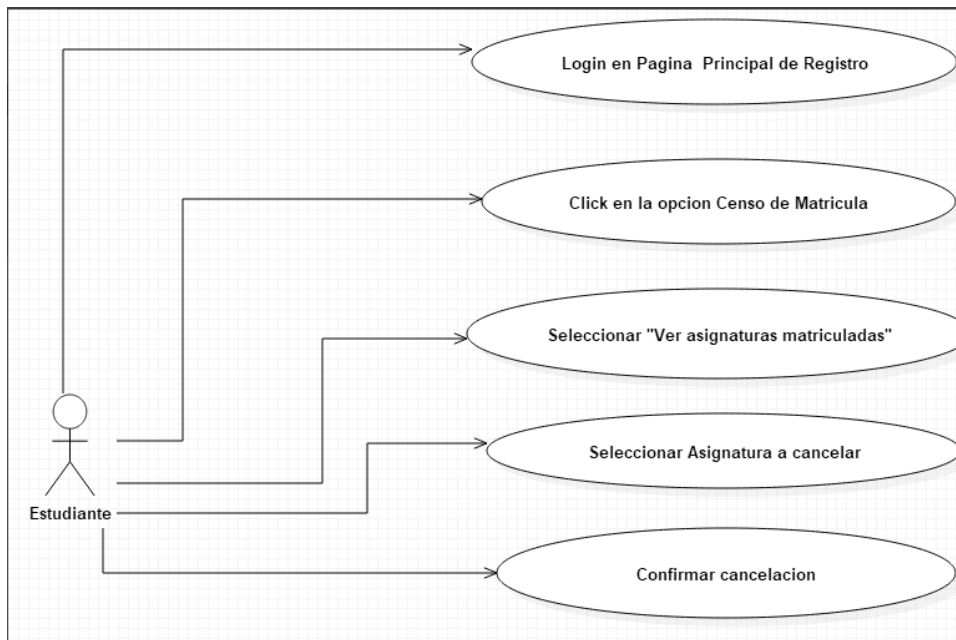 Login en Pagina Principal de Registro
Click en la opcion Censo de Matricula
Seleccionar "Ver asignaturas matriculadas"
Seleccionar Asignatura a cancelar
Estudiante
Confirmar cancelacion